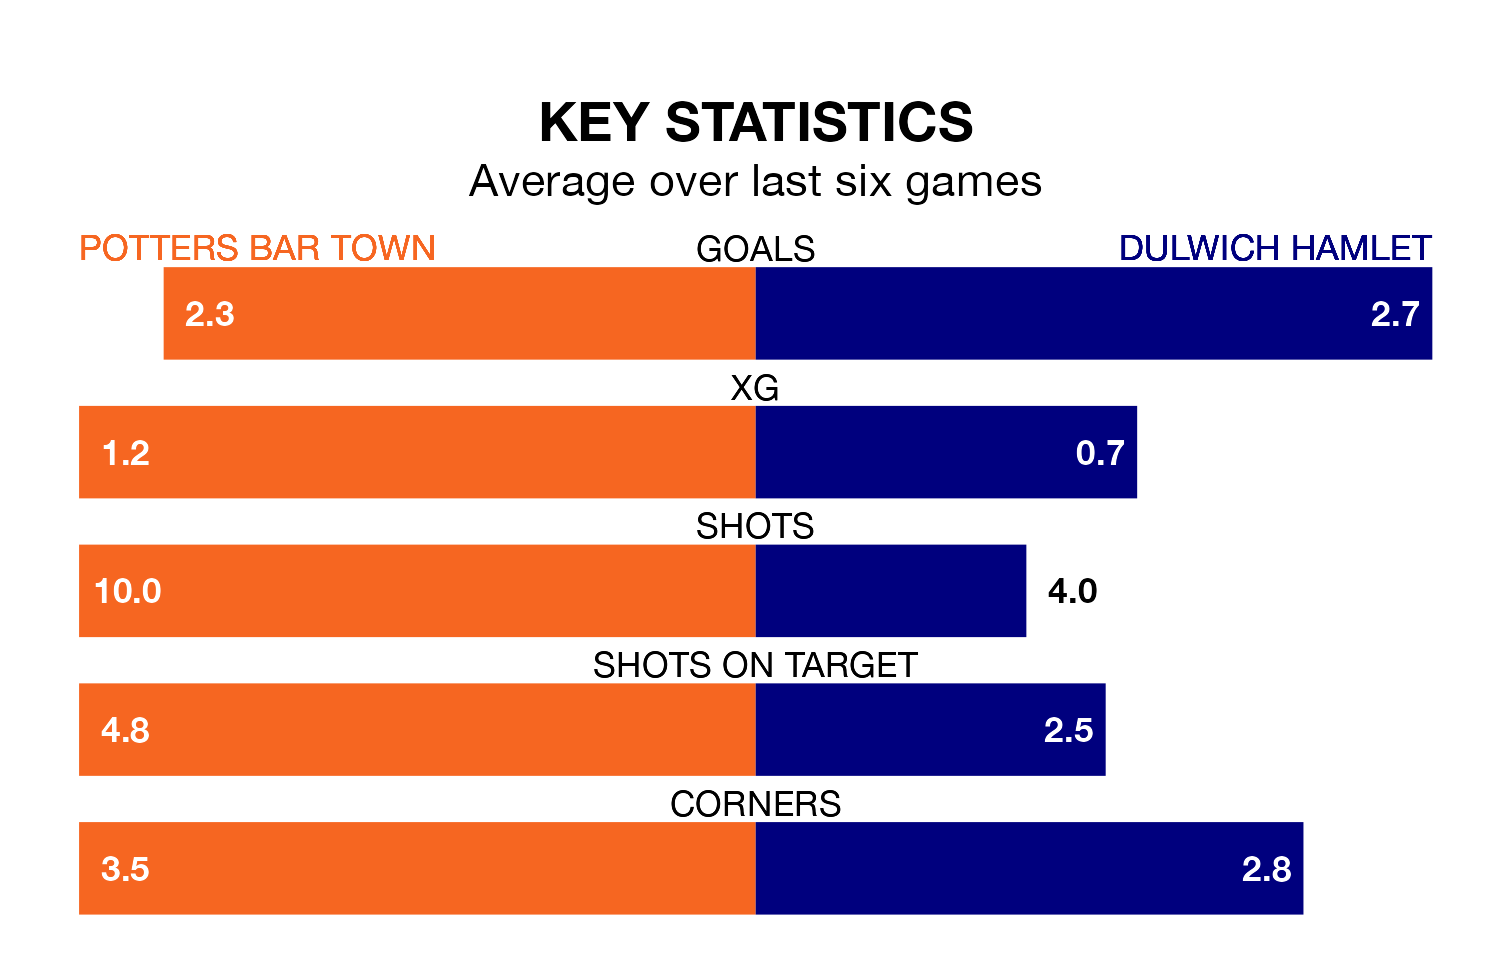 KEY STATISTICS
Average over last six games
POTTERS BAR TOWN GOALS DULWICH HAMLET
2.3 2.7
XG
1.2 0.7
SHOTS
10.0 4.0
SHOTS ON TARGET
4.8 2.5
CORNERS
3.5 2.8